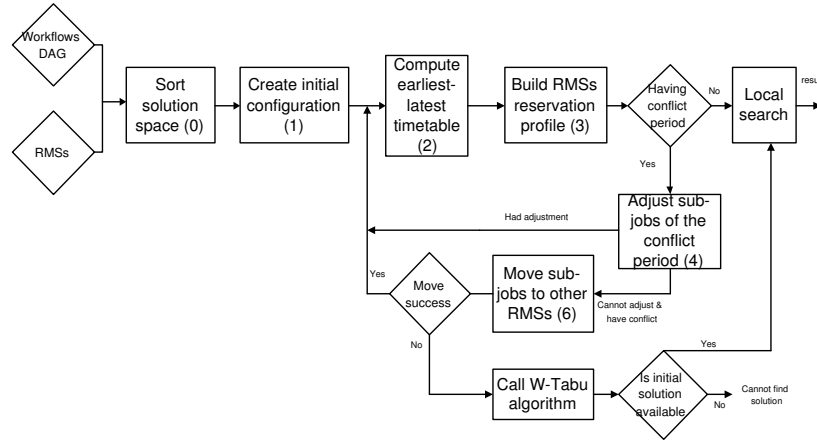 Workflows
DAG
RMSs
Sort
solution
space (0)
Create initial
configuration
(1)
Compute
earliest-
latest
timetable
(2)
Build RMSs
reservation
profile (3)
Having
conflict
period
No
Local
search
resu
Yes
Adjust sub-
jobs of the
conflict
period (4)
Had adjustment
Cannot adjust &
have conflict
Move sub-
jobs to other
RMSs (6)
Move
success
Yes
No
Call W-Tabu
algorithm
Is initial
solution
available
Yes
No
Cannot find
solution